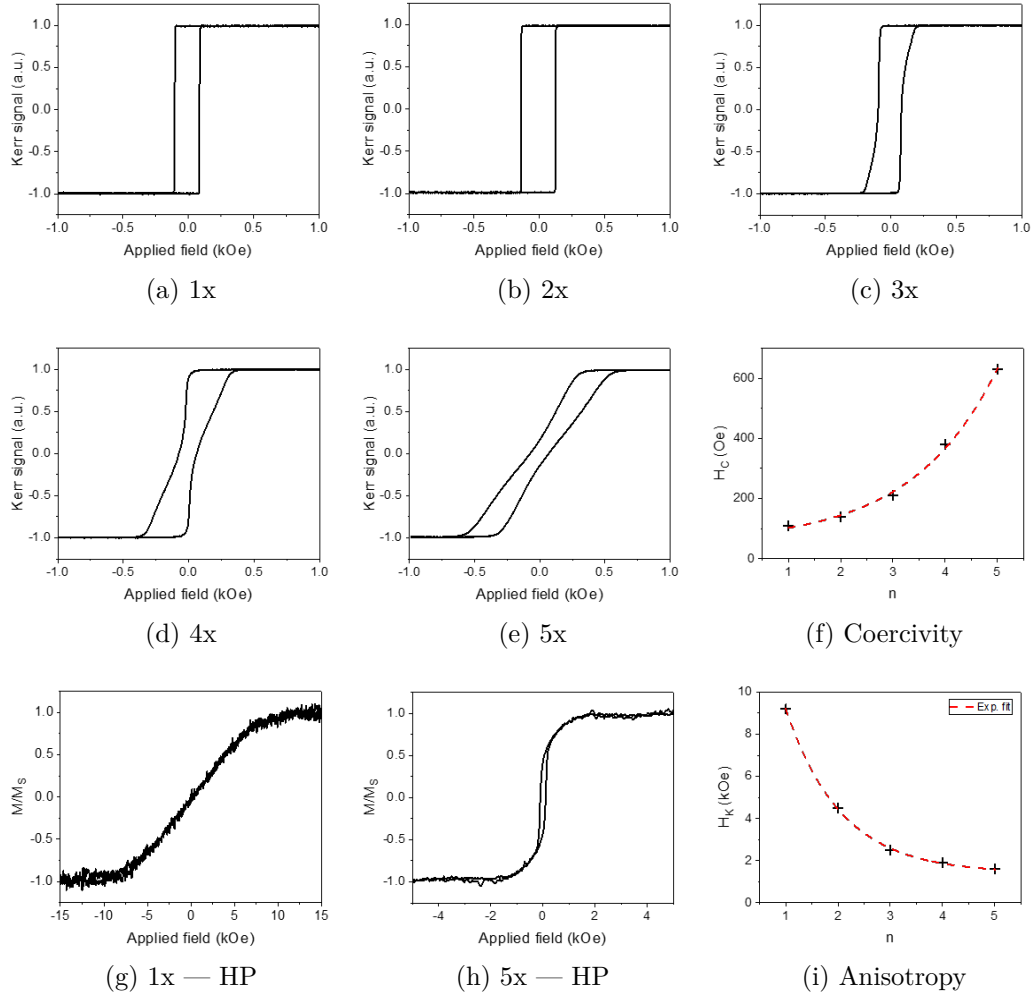 Kerr signal (a.u.)
1.0
0.5
0.0
-0.5
-1.0
-1.0 -0.5 0.0 0.5 1.0
Applied field (kOe)
(a) 1x
Kerr signal (a.u.)
1.0
0.5
0.0
-0.5
-1.0
-1.0 -0.5 0.0 0.5 1.0
Applied field (kOe)
(b) 2x
Kerr signal (a.u.)
1.0
0.5
0.0
-0.5
-1.0
-1.0 -0.5 0.0 0.5 1.0
Applied field (kOe)
(c) 3x
Kerr signal (a.u.)
1.0
0.5
0.0
-0.5
-1.0
-1.0 -0.5 0.0 0.5 1.0
Applied field (kOe)
(d) 4x
Kerr signal (a.u.)
1.0
0.5
0.0
-0.5
-1.0
-1.0 -0.5 0.0 0.5 1.0
Applied field (kOe)
(e) 5x
H_C (Oe)
600
400
200
0
1 2 3 4 5
n
(f) Coercivity
M/M_S
1.0
0.5
0.0
-0.5
-1.0
-15 -10 -5 0 5 10 15
Applied field (kOe)
(g) 1x — HP
M/M_S
1.0
0.5
0.0
-0.5
-1.0
-4 -2 0 2 4
Applied field (kOe)
(h) 5x — HP
H_K (kOe)
10
8
6
4
2
0
Exp. fit
1 2 3 4 5
n
(i) Anisotropy